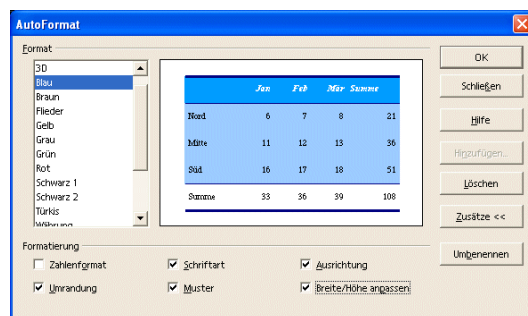 AutoFormat
Format
3D
Blau
Braun
Flieder
Gelb
Grau
Grün
Rot
Schwarz 1
Schwarz 2
Türkis
Währung
Jan Feb Mär Summe
Nord 6 7 8 21
Mitte 11 12 13 36
Süd 16 17 18 51
Summe 33 36 39 108
OK
Schließen
Hilfe
Hinzufügen...
Löschen
Zusätze <<
Umbenennen
Formatierung
Zahlenformat Schriftart Ausrichtung
Umrandung Muster Breite/Höhe anpassen